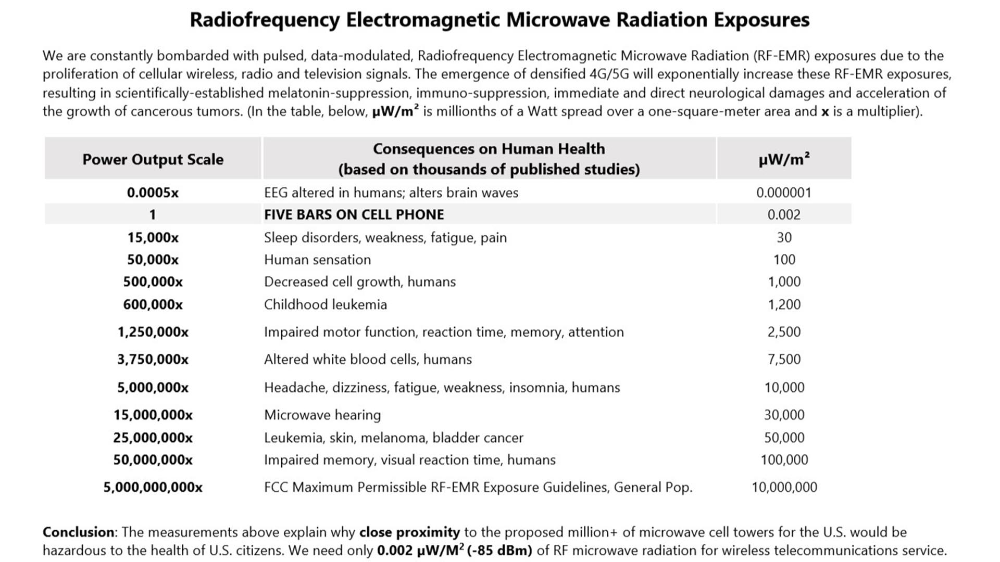 Radiofrequency Electromagnetic Microwave Radiation Exposures
We are constantly bombarded with pulsed, data-modulated, Radiofrequency Electromagnetic Microwave Radiation (RF-EMR) exposures due to the
proliferation of cellular wireless, radio and television signals. The emergence of densified 4G/5G will exponentially increase these RF-EMR exposures,
resulting in scientifically-established melatonin-suppression, immuno-suppression, immediate and direct neurological damages and acceleration of
the growth of cancerous tumors. (In the table, below, µW/m² is millionths of a Watt spread over a one-square-meter area and x is a multiplier).
Power Output Scale Consequences on Human Health (based on thousands of published studies) µW/m²
0.0005x EEG altered in humans; alters brain waves 0.000001
1 FIVE BARS ON CELL PHONE 0.002
15,000x Sleep disorders, weakness, fatigue, pain 30
50,000x Human sensation 100
500,000x Decreased cell growth, humans 1,000
600,000x Childhood leukemia 1,200
1,250,000x Impaired motor function, reaction time, memory, attention 2,500
3,750,000x Altered white blood cells, humans 7,500
5,000,000x Headache, dizziness, fatigue, weakness, insomnia, humans 10,000
15,000,000x Microwave hearing 30,000
25,000,000x Leukemia, skin, melanoma, bladder cancer 50,000
50,000,000x Impaired memory, visual reaction time, humans 100,000
5,000,000,000x FCC Maximum Permissible RF-EMR Exposure Guidelines, General Pop. 10,000,000
Conclusion: The measurements above explain why close proximity to the proposed million+ of microwave cell towers for the U.S. would be
hazardous to the health of U.S. citizens. We need only 0.002 µW/M² (-85 dBm) of RF microwave radiation for wireless telecommunications service.